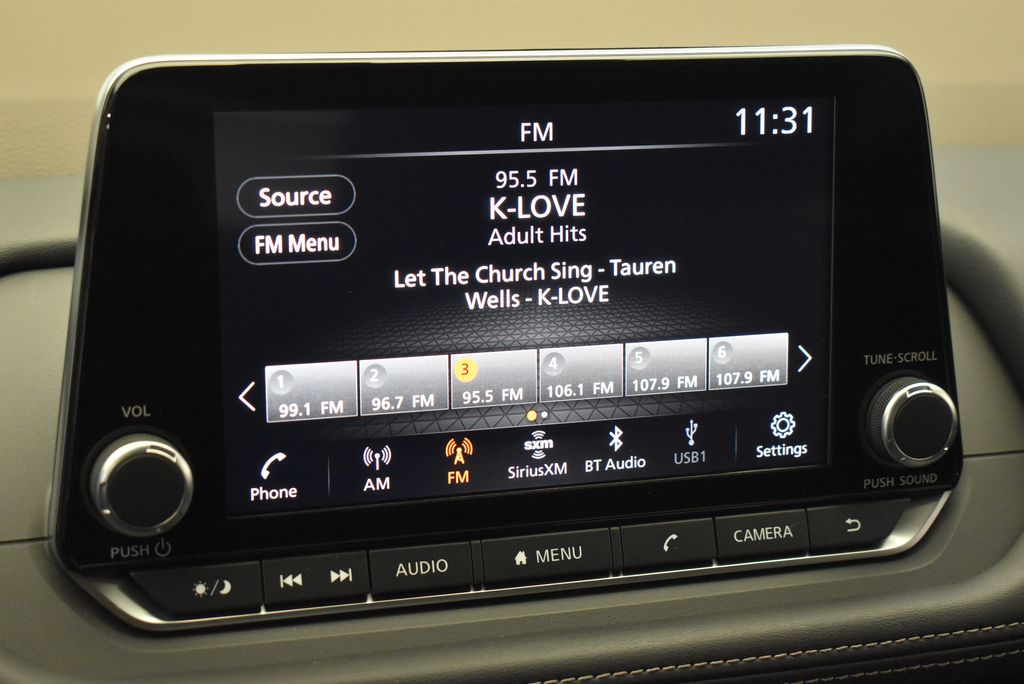 FM
11:31
Source
FM Menu
95.5 FM
K-LOVE
Adult Hits
Let The Church Sing - Tauren
Wells - K-LOVE
1
99.1 FM
2
96.7 FM
3
95.5 FM
4
106.1 FM
5
107.9 FM
6
107.9 FM
Phone
AM
FM
sxm
SiriusXM
BT Audio
USB1
Settings
VOL
PUSH
TUNE·SCROLL
PUSH SOUND
AUDIO
MENU
CAMERA